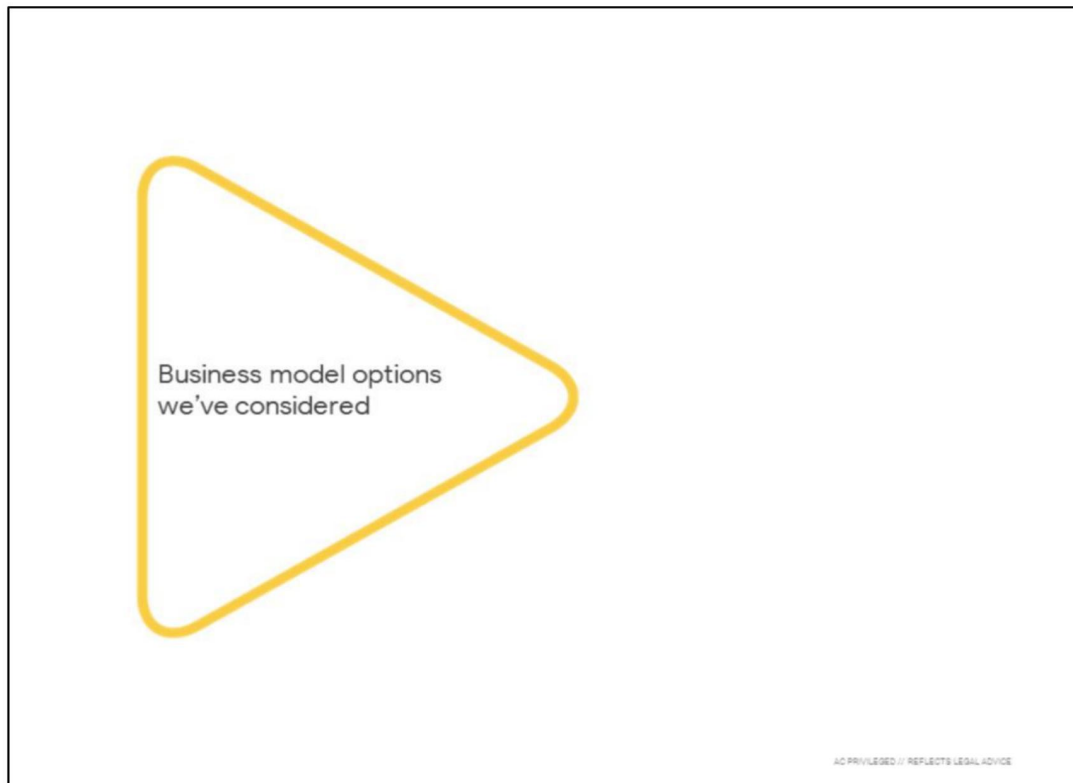 Business model options
we've considered
AC PRIVILEGED // REFLECTS LEGAL ADVICE